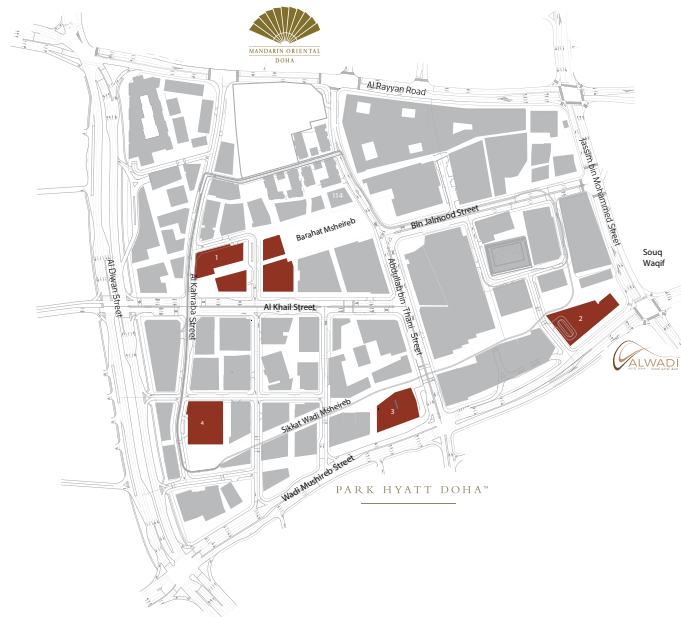 MANDARIN ORIENTAL
DOHA
Al Rayyan Road
Jassim bin Mohammed Street
114
Bin Jalmood Street
Barahat Msheireb
Souq
Waqif
1
Al Diwan Street
Al Kahraba Street
Abdullah bin Thani Street
Al Khail Street
2
ALWADI
3
4
Sikkat Wadi Msheireb
Wadi Mushireb Street
PARK HYATT DOHA™